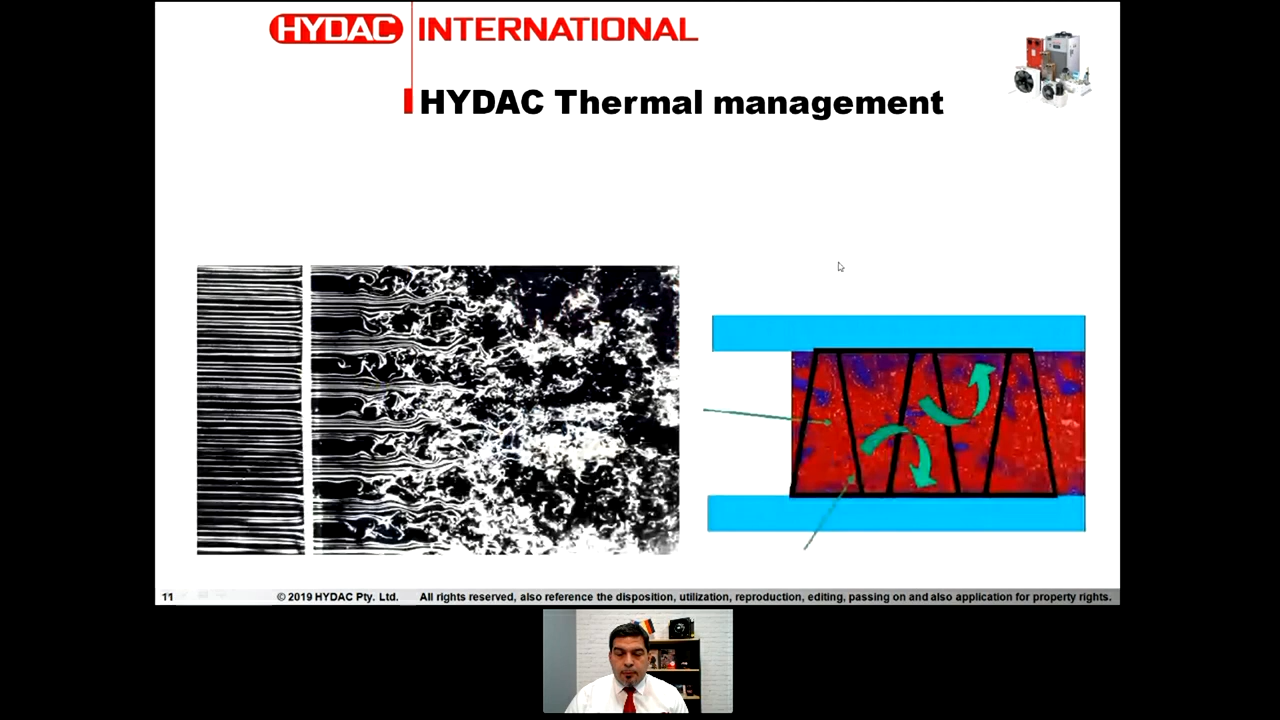 HYDAC INTERNATIONAL
HYDAC Thermal management
11 © 2019 HYDAC Pty. Ltd. All rights reserved, also reference the disposition, utilization, reproduction, editing, passing on and also application for property rights.